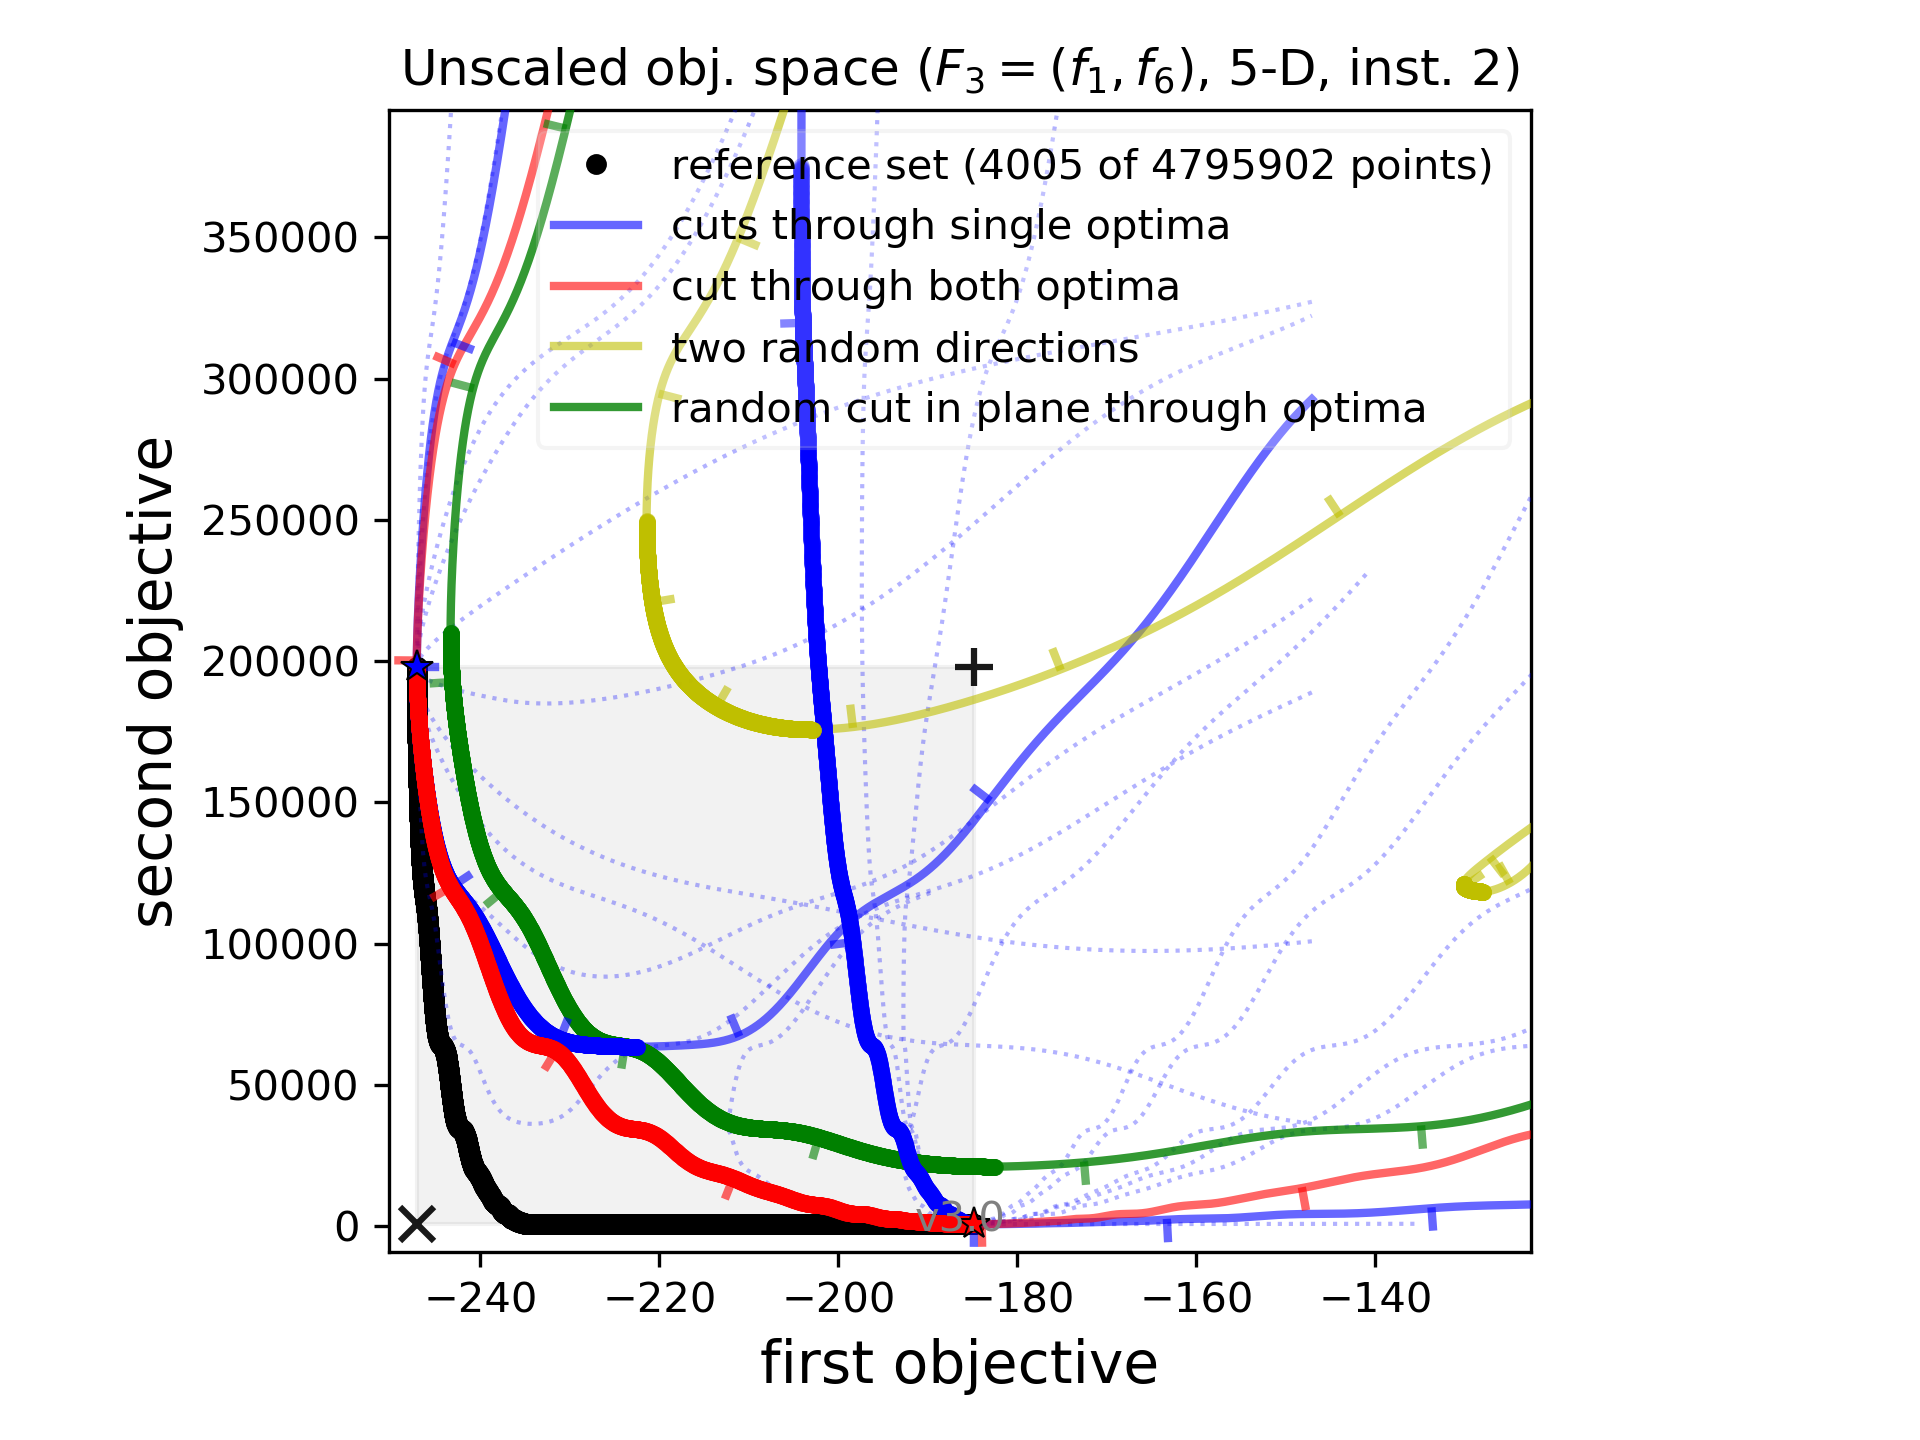 Unscaled obj. space (F₃ = (f₁, f₆), 5-D, inst. 2)
reference set (4005 of 4795902 points)
cuts through single optima
cut through both optima
two random directions
random cut in plane through optima
second objective
350000
300000
250000
200000
150000
100000
50000
0
v3.0
−240 −220 −200 −180 −160 −140
first objective